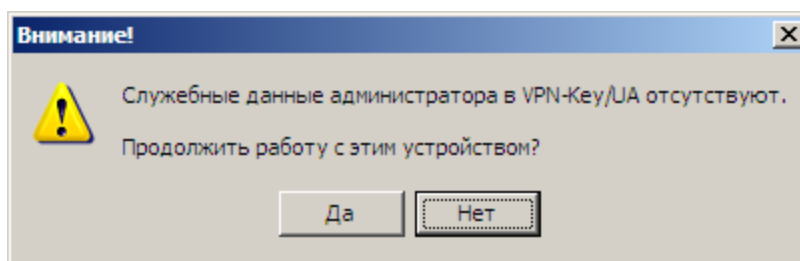 Внимание!
Служебные данные администратора в VPN-Key/UA отсутствуют.
Продолжить работу с этим устройством?
Да
Нет